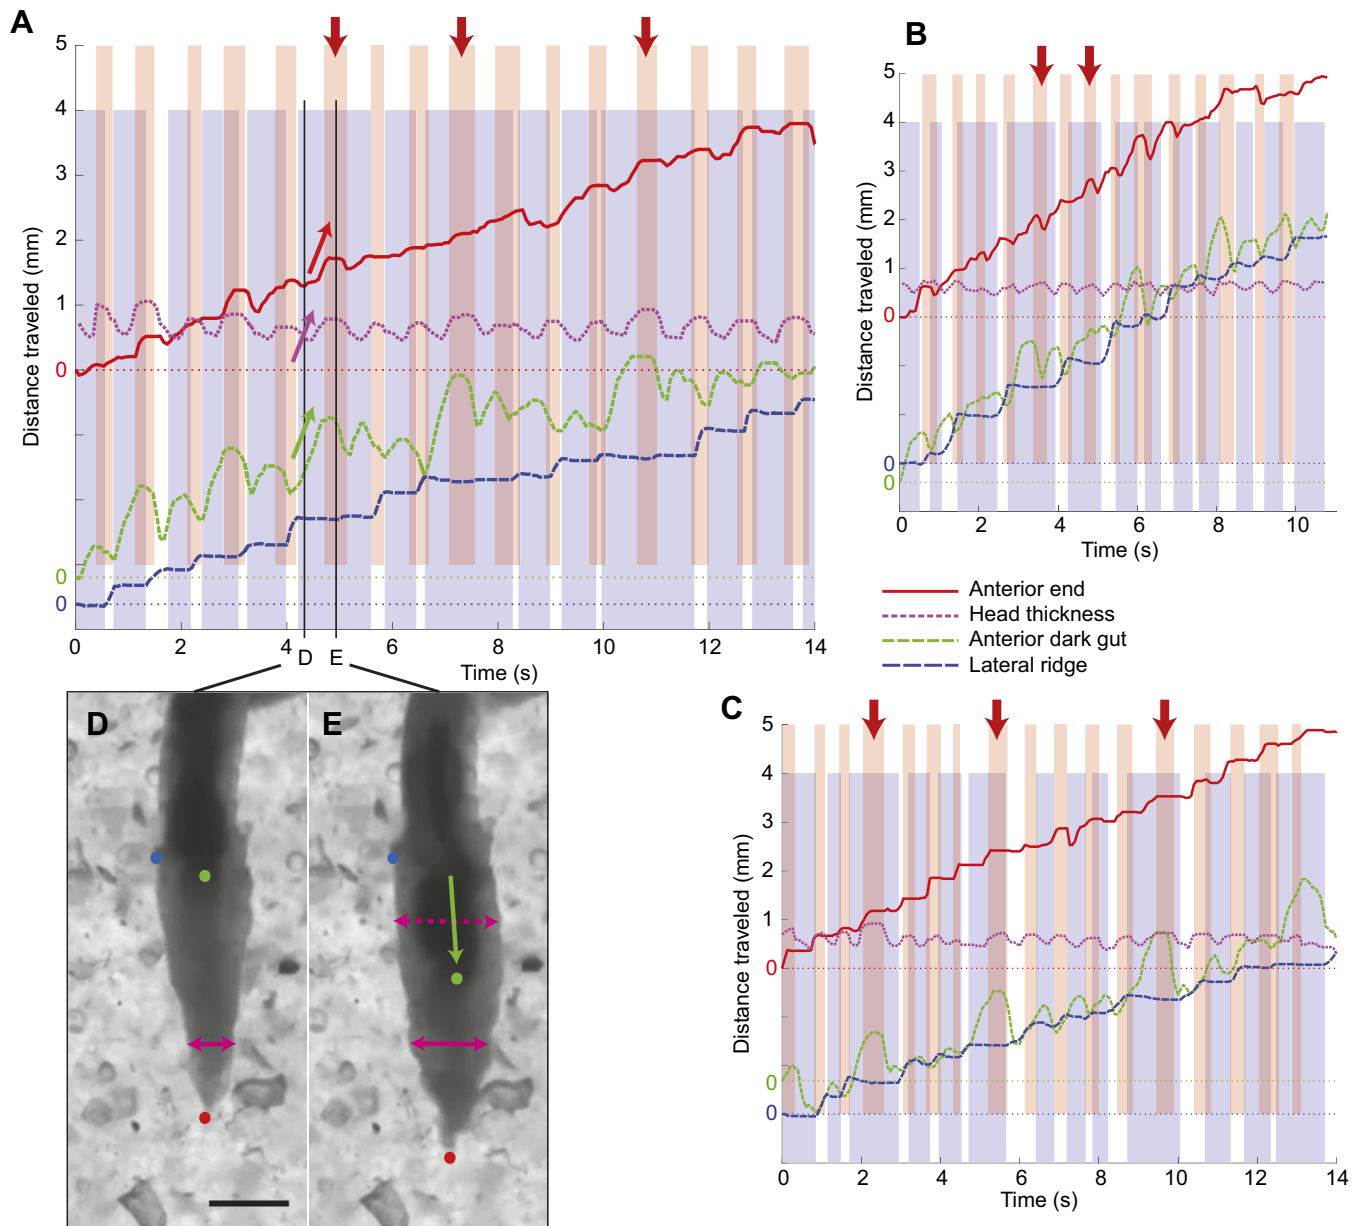 A
5
4
3
2
1
0
0
0
Distance traveled (mm)
0 2 4 D E 6 8 10 12 14
Time (s)
B
5
4
3
2
1
0
0
0
Distance traveled (mm)
0 2 4 6 8 10
Time (s)
Anterior end
Head thickness
Anterior dark gut
Lateral ridge
D
E
C
5
4
3
2
1
0
0
0
Distance traveled (mm)
0 2 4 6 8 10 12 14
Time (s)